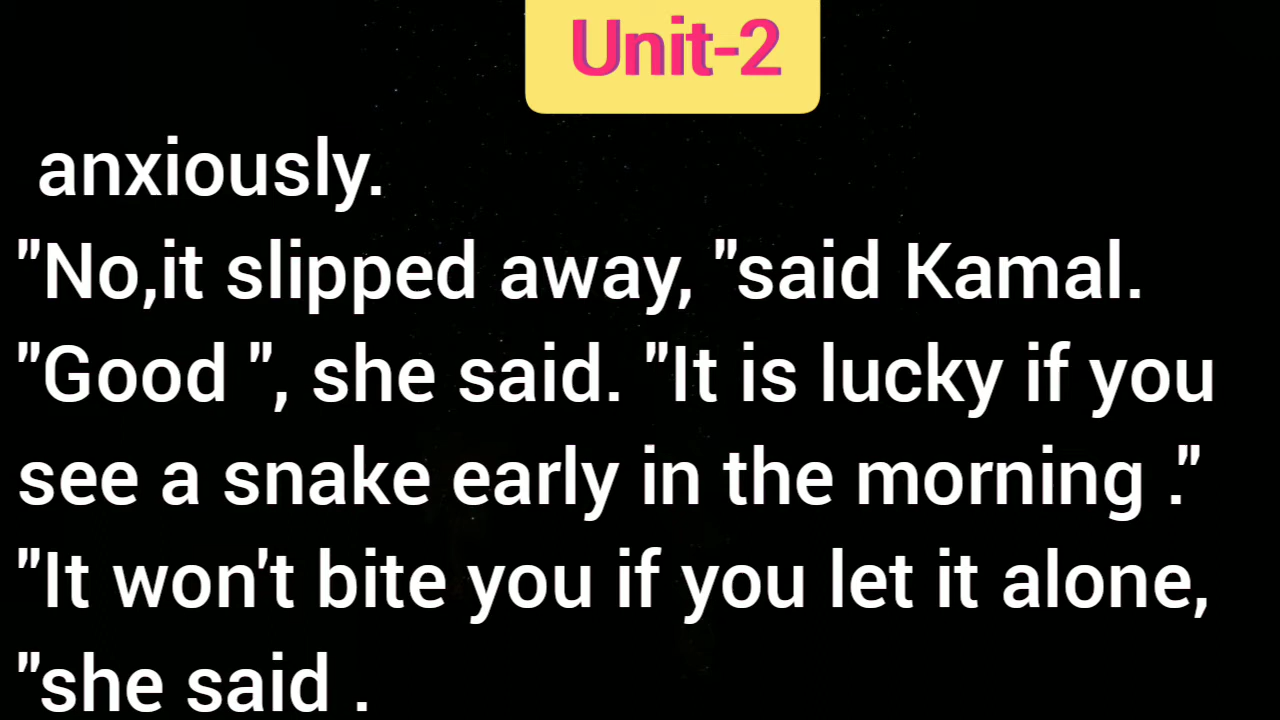 Unit-2
anxiously.
"No,it slipped away, "said Kamal.
"Good ", she said. "It is lucky if you
see a snake early in the morning ."
"It won't bite you if you let it alone,
"she said .